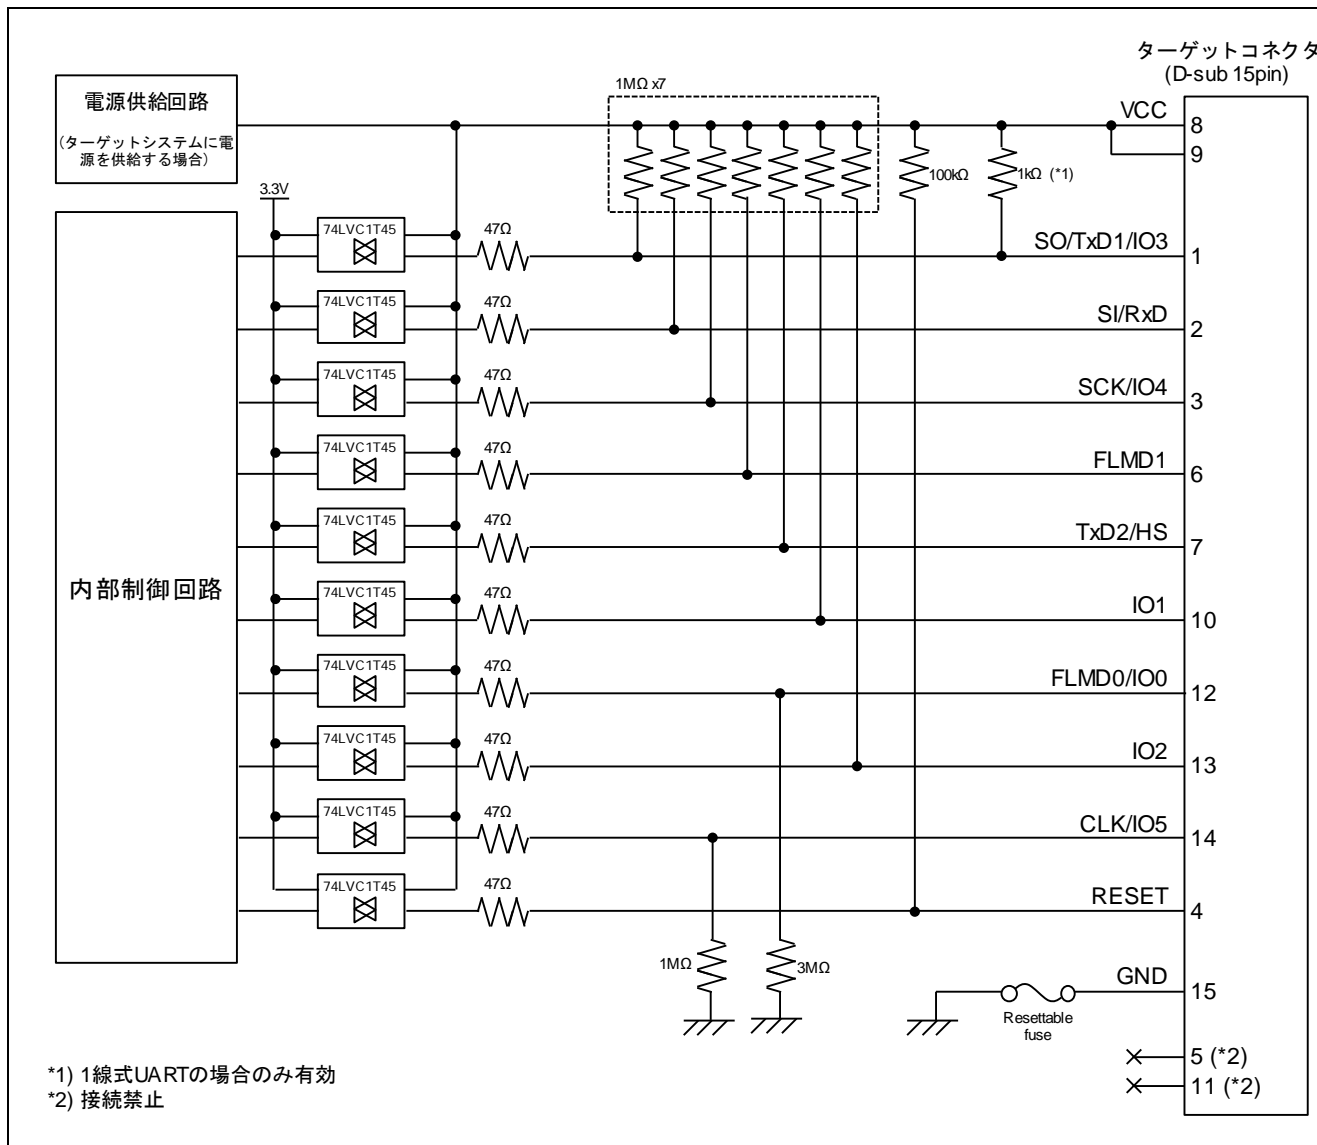 ターゲットコネクタ
(D-sub 15pin)
電源供給回路
(ターゲットシステムに電
源を供給する場合)
1MΩ x7
VCC
8
9
100kΩ
1kΩ (*1)
3.3V
内部制御回路
74LVC1T45
47Ω
SO/TxD1/IO3
1
74LVC1T45
47Ω
SI/RxD
2
74LVC1T45
47Ω
SCK/IO4
3
74LVC1T45
47Ω
FLMD1
6
74LVC1T45
47Ω
TxD2/HS
7
74LVC1T45
47Ω
IO1
10
74LVC1T45
47Ω
FLMD0/IO0
12
74LVC1T45
47Ω
IO2
13
74LVC1T45
47Ω
CLK/IO5
14
74LVC1T45
47Ω
RESET
4
1MΩ
3MΩ
GND
15
Resettable
fuse
5 (*2)
11 (*2)
*1) 1線式UARTの場合のみ有効
*2) 接続禁止